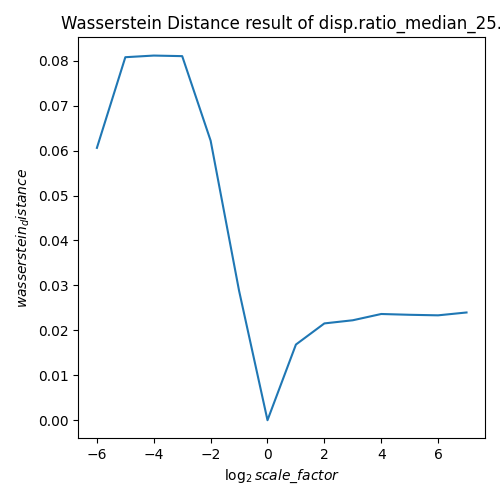 Wasserstein Distance result of disp.ratio_median_25.
0.08
0.07
0.06
0.05
0.04
0.03
0.02
0.01
0.00
wasserstein_distance
−6 −4 −2 0 2 4 6
log₂ scale_factor